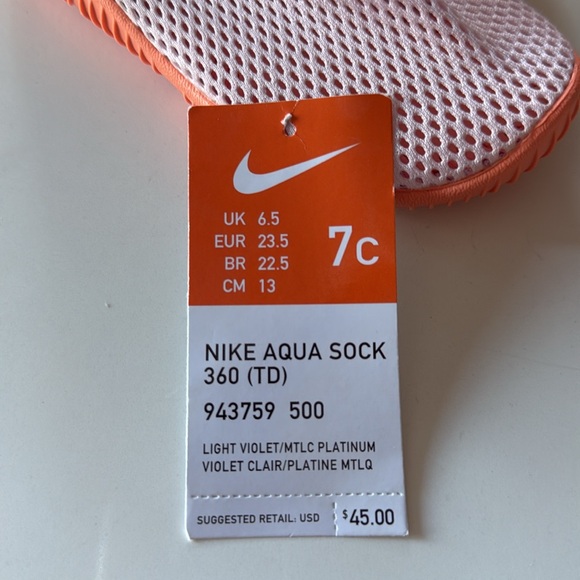 UK 6.5
EUR 23.5
BR 22.5
CM 13
7C
NIKE AQUA SOCK
360 (TD)
943759 500
LIGHT VIOLET/MTLC PLATINUM
VIOLET CLAIR/PLATINE MTLQ
SUGGESTED RETAIL: USD $45.00